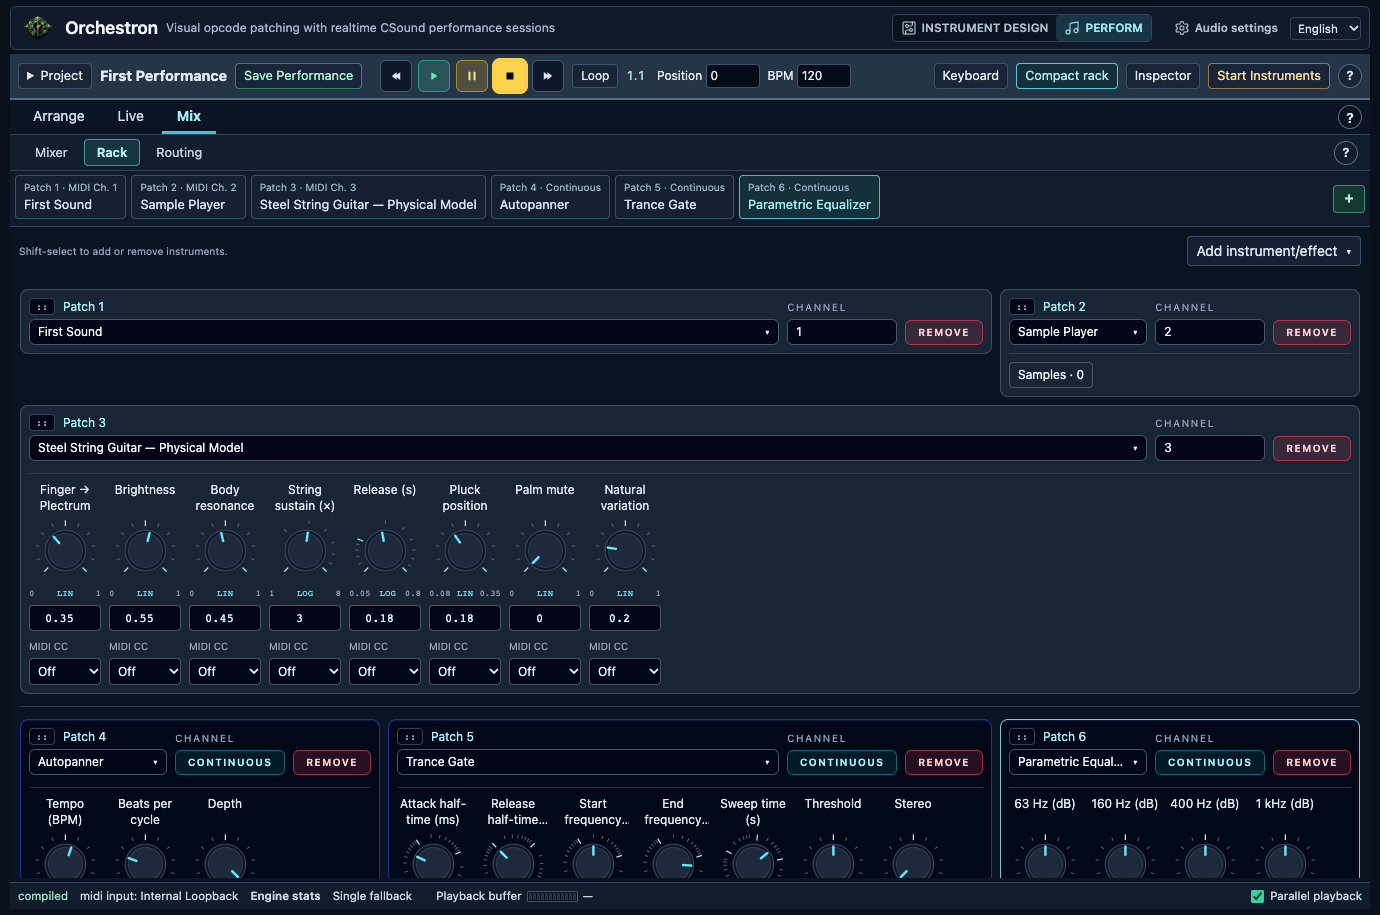 Orchestron Visual opcode patching with realtime CSound performance sessions INSTRUMENT DESIGN PERFORM Audio settings English
Project First Performance Save Performance Loop 1.1 Position 0 BPM 120 Keyboard Compact rack Inspector Start Instruments ?
Arrange Live Mix ?
Mixer Rack Routing ?
Patch 1 · MIDI Ch. 1 Patch 2 · MIDI Ch. 2 Patch 3 · MIDI Ch. 3 Patch 4 · Continuous Patch 5 · Continuous Patch 6 · Continuous
First Sound Sample Player Steel String Guitar — Physical Model Autopanner Trance Gate Parametric Equalizer +
Shift-select to add or remove instruments. Add instrument/effect
Patch 1 CHANNEL Patch 2 CHANNEL
First Sound 1 REMOVE Sample Player 2 REMOVE
Samples · 0
Patch 3 CHANNEL
Steel String Guitar — Physical Model 3 REMOVE
Finger → Brightness Body String Release (s) Pluck Palm mute Natural
Plectrum resonance sustain (×) position variation
0 LIN 1 0 LIN 1 0 LIN 1 1 LOG 8 0.05 LOG 0.8 0.08 LIN 0.35 0 LIN 1 0 LIN 1
0.35 0.55 0.45 3 0.18 0.18 0 0.2
MIDI CC MIDI CC MIDI CC MIDI CC MIDI CC MIDI CC MIDI CC MIDI CC
Off Off Off Off Off Off Off Off
Patch 4 CHANNEL Patch 5 CHANNEL Patch 6 CHANNEL
Autopanner CONTINUOUS REMOVE Trance Gate CONTINUOUS REMOVE Parametric Equal... CONTINUOUS REMOVE
Tempo Beats per Depth Attack half- Release Start End Sweep time Threshold Stereo 63 Hz (dB) 160 Hz (dB) 400 Hz (dB) 1 kHz (dB)
(BPM) cycle time (ms) half-time... frequency... frequency... (s)
compiled midi input: Internal Loopback Engine stats Single fallback Playback buffer — Parallel playback